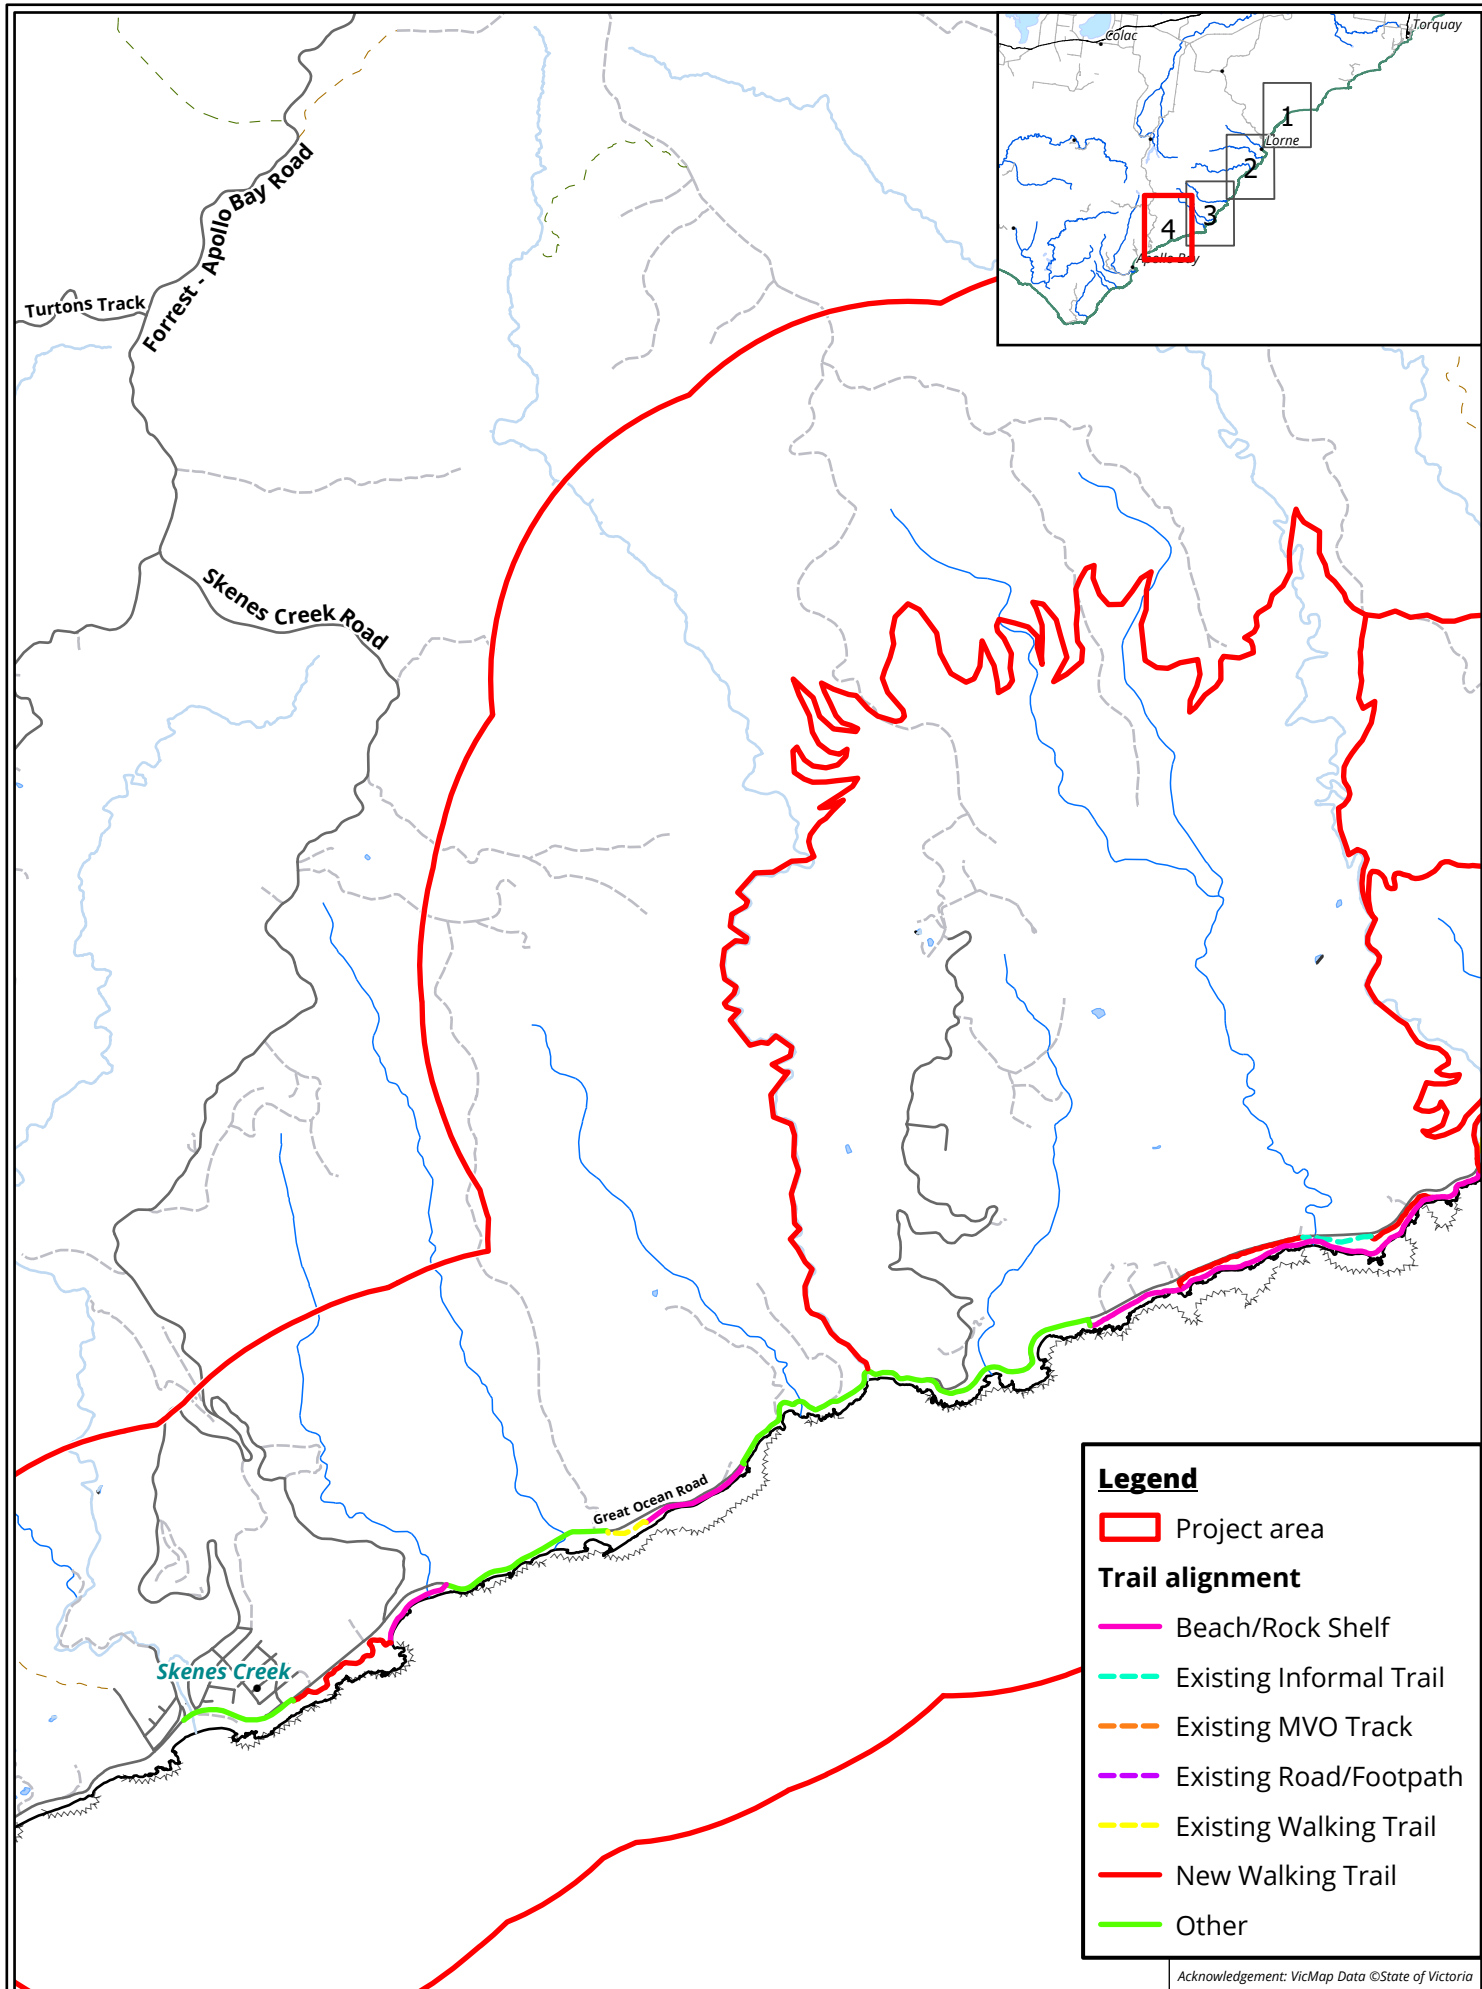 Colac
Torquay
1
Lorne
2
3
4
Apollo Bay
Forrest - Apollo Bay Road
Turtons Track
Skenes Creek Road
Great Ocean Road
Skenes Creek
Legend
Project area
Trail alignment
Beach/Rock Shelf
Existing Informal Trail
Existing MVO Track
Existing Road/Footpath
Existing Walking Trail
New Walking Trail
Other
Acknowledgement: VicMap Data ©State of Victoria